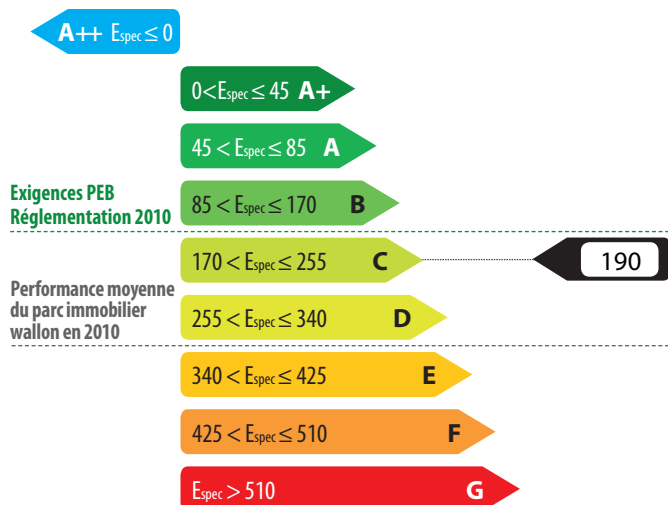 A++ Espec ≤ 0
0<Espec ≤ 45 A+
45 < Espec ≤ 85 A
Exigences PEB
Réglementation 2010
85 < Espec ≤ 170 B
170 < Espec ≤ 255 C
190
Performance moyenne
du parc immobilier
wallon en 2010
255 < Espec ≤ 340 D
340 < Espec ≤ 425 E
425 < Espec ≤ 510 F
Espec > 510 G